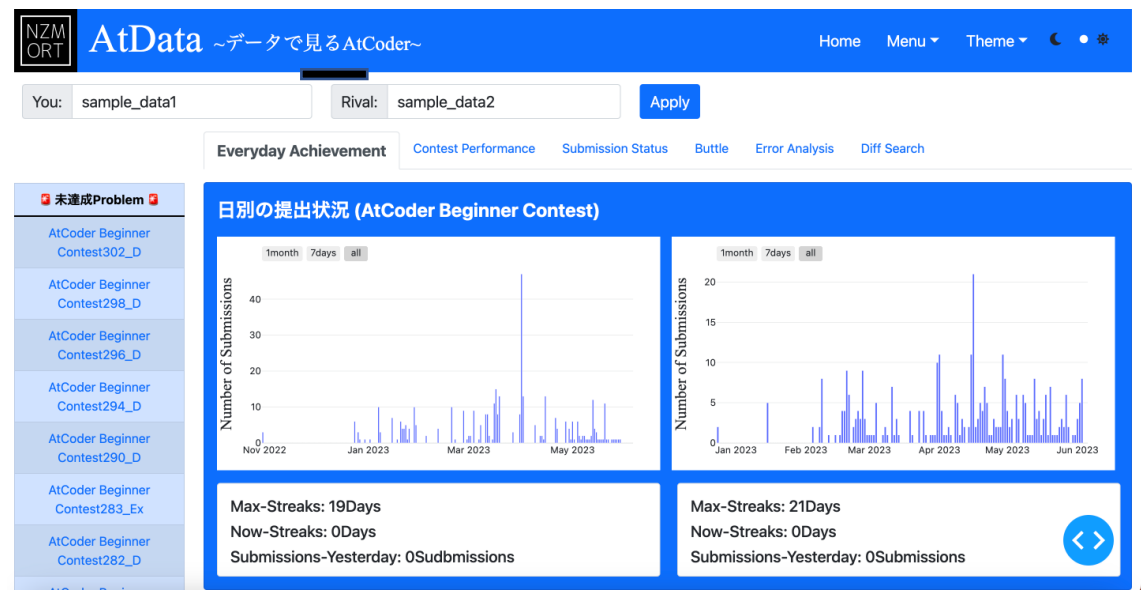 NZM
ORT
AtData ~データで見るAtCoder~
Home Menu Theme
You: sample_data1 Rival: sample_data2 Apply
Everyday Achievement Contest Performance Submission Status Buttle Error Analysis Diff Search
🚨 未達成Problem 🚨
AtCoder Beginner
Contest302_D
AtCoder Beginner
Contest298_D
AtCoder Beginner
Contest296_D
AtCoder Beginner
Contest294_D
AtCoder Beginner
Contest290_D
AtCoder Beginner
Contest283_Ex
AtCoder Beginner
Contest282_D
日別の提出状況 (AtCoder Beginner Contest)
1month 7days all
Number of Submissions
40
30
20
10
0
Nov 2022 Jan 2023 Mar 2023 May 2023
1month 7days all
Number of Submissions
20
15
10
5
0
Jan 2023 Feb 2023 Mar 2023 Apr 2023 May 2023 Jun 2023
Max-Streaks: 19Days
Now-Streaks: 0Days
Submissions-Yesterday: 0Sudbmissions
Max-Streaks: 21Days
Now-Streaks: 0Days
Submissions-Yesterday: 0Submissions